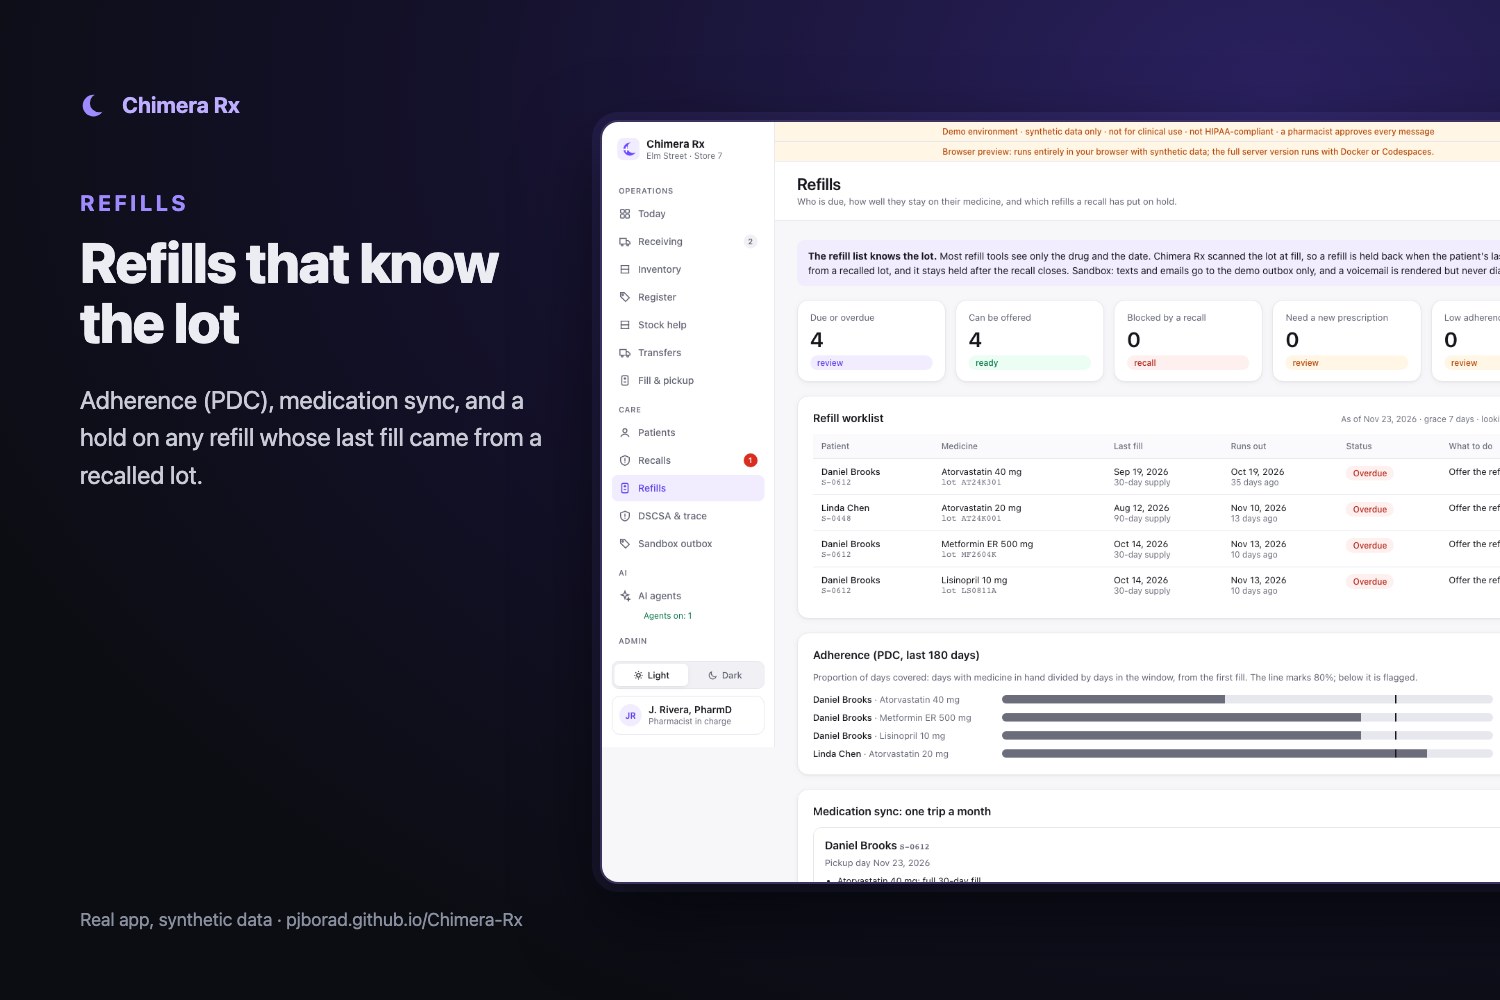 Chimera Rx
REFILLS
Refills that know
the lot
Adherence (PDC), medication sync, and a
hold on any refill whose last fill came from a
recalled lot.
Real app, synthetic data · pjborad.github.io/Chimera-Rx
Chimera Rx
Elm Street · Store 7
OPERATIONS
Today
Receiving 2
Inventory
Register
Stock help
Transfers
Fill & pickup
CARE
Patients
Recalls 1
Refills
DSCSA & trace
Sandbox outbox
AI
AI agents
Agents on: 1
ADMIN
Light Dark
JR J. Rivera, PharmD
Pharmacist in charge
Demo environment · synthetic data only · not for clinical use · not HIPAA-compliant · a pharmacist approves every message
Browser preview: runs entirely in your browser with synthetic data; the full server version runs with Docker or Codespaces.
Refills
Who is due, how well they stay on their medicine, and which refills a recall has put on hold.
The refill list knows the lot. Most refill tools see only the drug and the date. Chimera Rx scanned the lot at fill, so a refill is held back when the patient's
from a recalled lot, and it stays held after the recall closes. Sandbox: texts and emails go to the demo outbox only, and a voicemail is rendered but never
Due or overdue
4
review
Can be offered
4
ready
Blocked by a recall
0
recall
Need a new prescription
0
review
Low
0
review
Refill worklist
As of Nov 23, 2026 · grace 7 days ·
Patient Medicine Last fill Runs out Status What to do
Daniel Brooks Atorvastatin 40 mg Sep 19, 2026 Oct 19, 2026 Overdue Offer the
S-0612 lot AT24K301 30-day supply 35 days ago
Linda Chen Atorvastatin 20 mg Aug 12, 2026 Nov 10, 2026 Overdue Offer the
S-0448 lot AT24K001 90-day supply 13 days ago
Daniel Brooks Metformin ER 500 mg Oct 14, 2026 Nov 13, 2026 Overdue Offer the
S-0612 lot MF2604K 30-day supply 10 days ago
Daniel Brooks Lisinopril 10 mg Oct 14, 2026 Nov 13, 2026 Overdue Offer the
S-0612 lot LS0811A 30-day supply 10 days ago
Adherence (PDC, last 180 days)
Proportion of days covered: days with medicine in hand divided by days in the window, from the first fill. The line marks 80%; below it is flagged.
Daniel Brooks · Atorvastatin 40 mg
Daniel Brooks · Metformin ER 500 mg
Daniel Brooks · Lisinopril 10 mg
Linda Chen · Atorvastatin 20 mg
Medication sync: one trip a month
Daniel Brooks S-0612
Pickup day Nov 23, 2026
Atorvastatin 40 mg: full 30-day fill